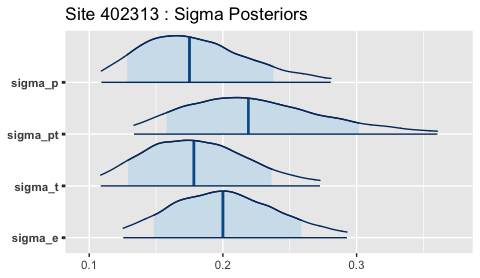 Site 402313 : Sigma Posteriors
sigma_p
sigma_pt
sigma_t
sigma_e
0.1 0.2 0.3